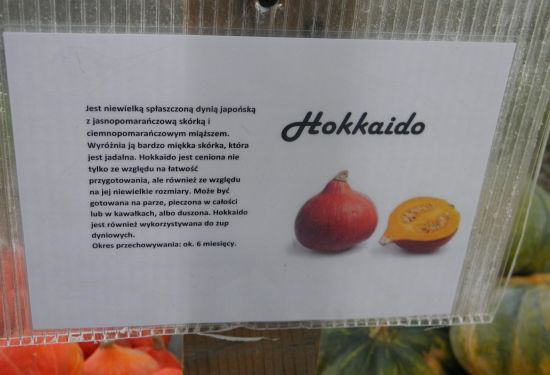 Jest niewielką spłaszczoną dynią japońską
z jasnopomarańczową skórką i
ciemnopomarańczowym miąższem.
Wyróżnia ją bardzo miękka skórka, która
jest jadalna. Hokkaido jest ceniona nie
tylko ze względu na łatwość
przygotowania, ale również ze względu
na jej niewielkie rozmiary. Może być
gotowana na parze, pieczona w całości
lub w kawałkach, albo duszona. Hokkaido
jest również wykorzystywana do zup
dyniowych.
Okres przechowywania: ok. 6 miesięcy.
Hokkaido